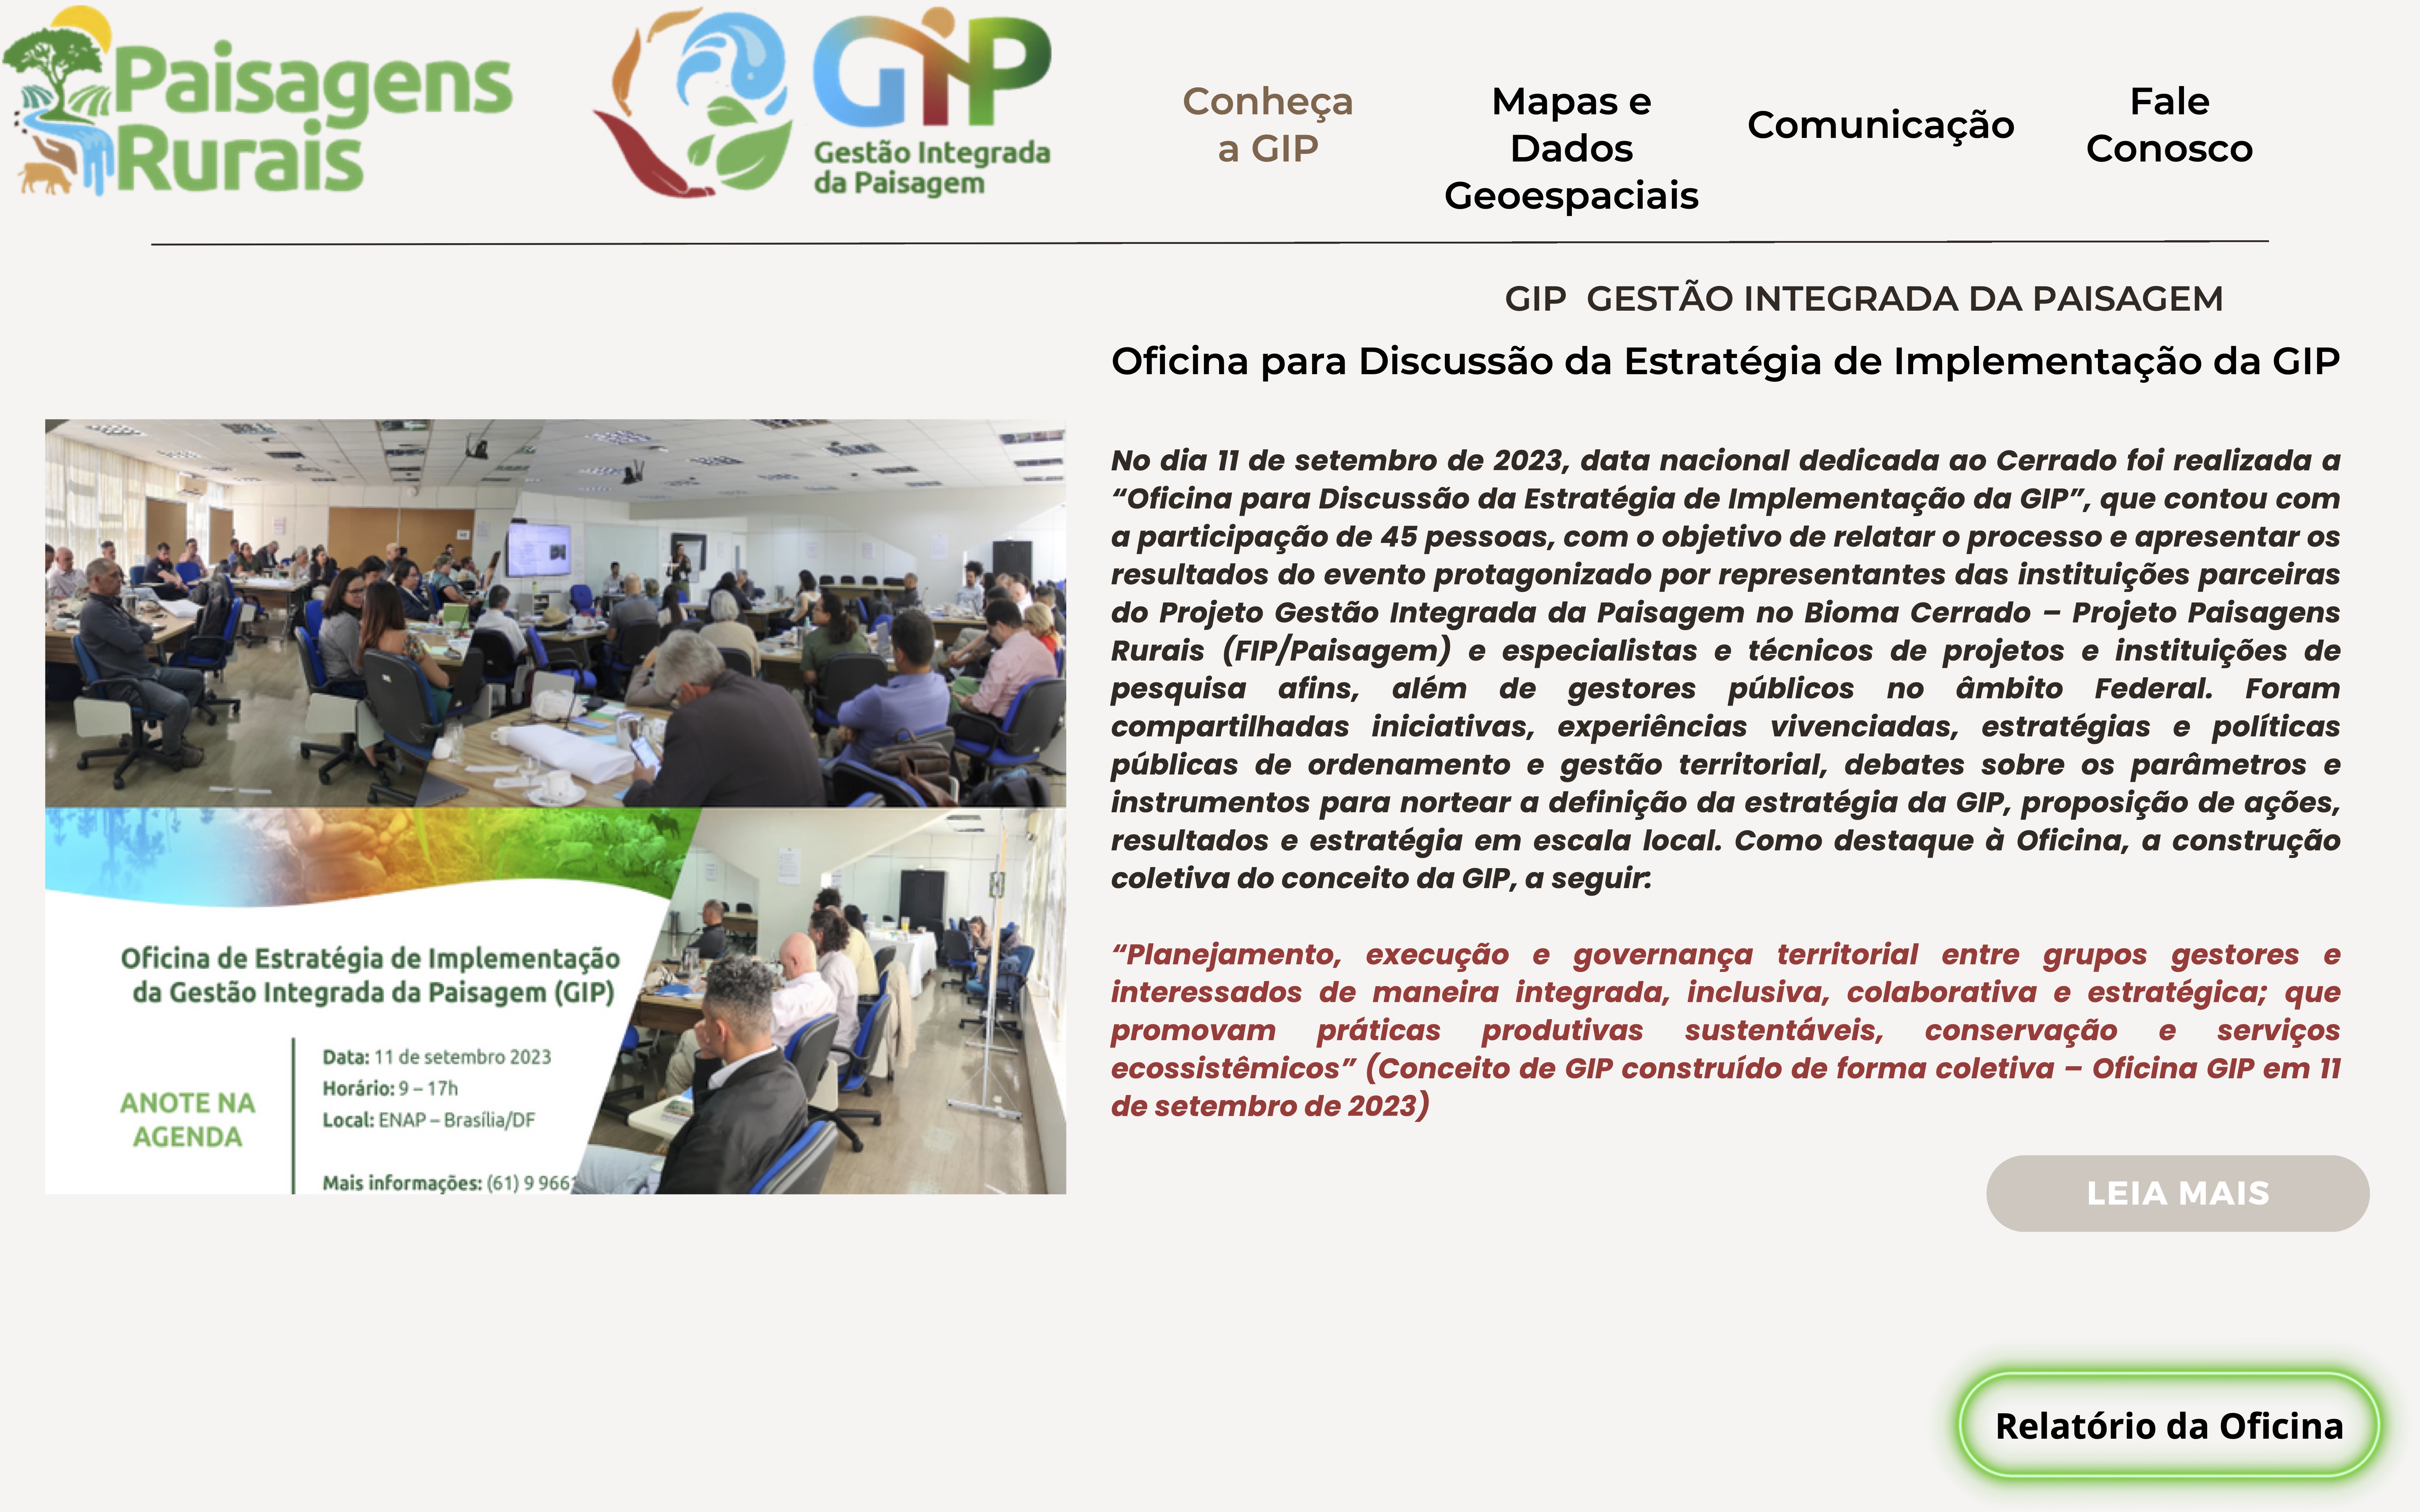 Paisagens
Rurais
GIP
Gestão Integrada
da Paisagem
Conheça
a GIP
Mapas e
Dados
Geoespaciais
Comunicação
Fale
Conosco
GIP  GESTÃO INTEGRADA DA PAISAGEM
Oficina para Discussão da Estratégia de Implementação da GIP
No dia 11 de setembro de 2023, data nacional dedicada ao Cerrado foi realizada a
“Oficina para Discussão da Estratégia de Implementação da GIP”, que contou com
a participação de 45 pessoas, com o objetivo de relatar o processo e apresentar os
resultados do evento protagonizado por representantes das instituições parceiras
do Projeto Gestão Integrada da Paisagem no Bioma Cerrado – Projeto Paisagens
Rurais (FIP/Paisagem) e especialistas e técnicos de projetos e instituições de
pesquisa afins, além de gestores públicos no âmbito Federal. Foram
compartilhadas iniciativas, experiências vivenciadas, estratégias e políticas
públicas de ordenamento e gestão territorial, debates sobre os parâmetros e
instrumentos para nortear a definição da estratégia da GIP, proposição de ações,
resultados e estratégia em escala local. Como destaque à Oficina, a construção
coletiva do conceito da GIP, a seguir:
“Planejamento, execução e governança territorial entre grupos gestores e
interessados de maneira integrada, inclusiva, colaborativa e estratégica; que
promovam práticas produtivas sustentáveis, conservação e serviços
ecossistêmicos” (Conceito de GIP construído de forma coletiva – Oficina GIP em 11
de setembro de 2023)
Oficina de Estratégia de Implementação
da Gestão Integrada da Paisagem (GIP)
ANOTE NA
AGENDA
Data: 11 de setembro 2023
Horário: 9 – 17h
Local: ENAP – Brasília/DF
Mais informações: (61) 9 966
LEIA MAIS
Relatório da Oficina